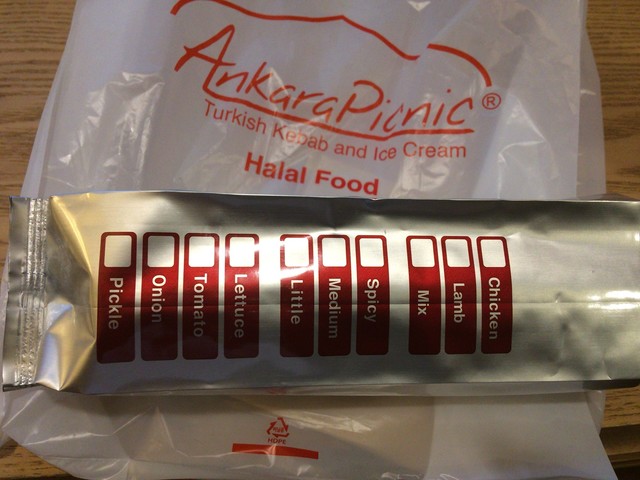 AnkaraPicnic®
Turkish Kebab and Ice Cream
Halal Food
Pickle
Onion
Tomato
Lettuce
Little
Medium
Spicy
Mix
Lamb
Chicken
HDPE